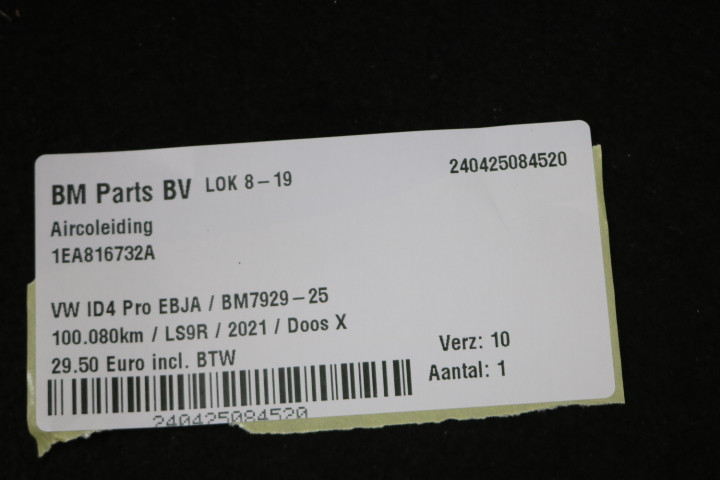 BM Parts BV LOK 8-19 240425084520
Aircoleiding
1EA816732A
VW ID4 Pro EBJA / BM7929-25
100.080km / LS9R / 2021 / Doos X
29.50 Euro incl. BTW
Verz: 10
Aantal: 1
240425084520